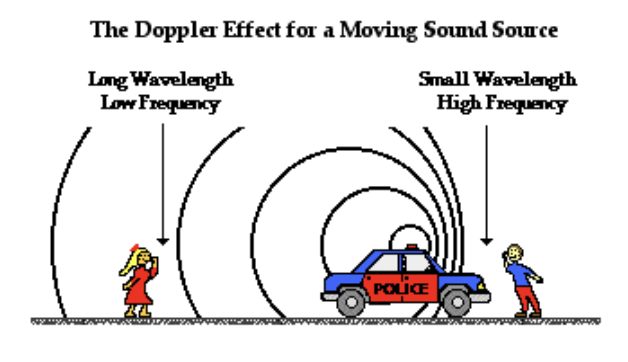 The Doppler Effect for a Moving Sound Source
Long Wavelength
Low Frequency
Small Wavelength
High Frequency
POLICE